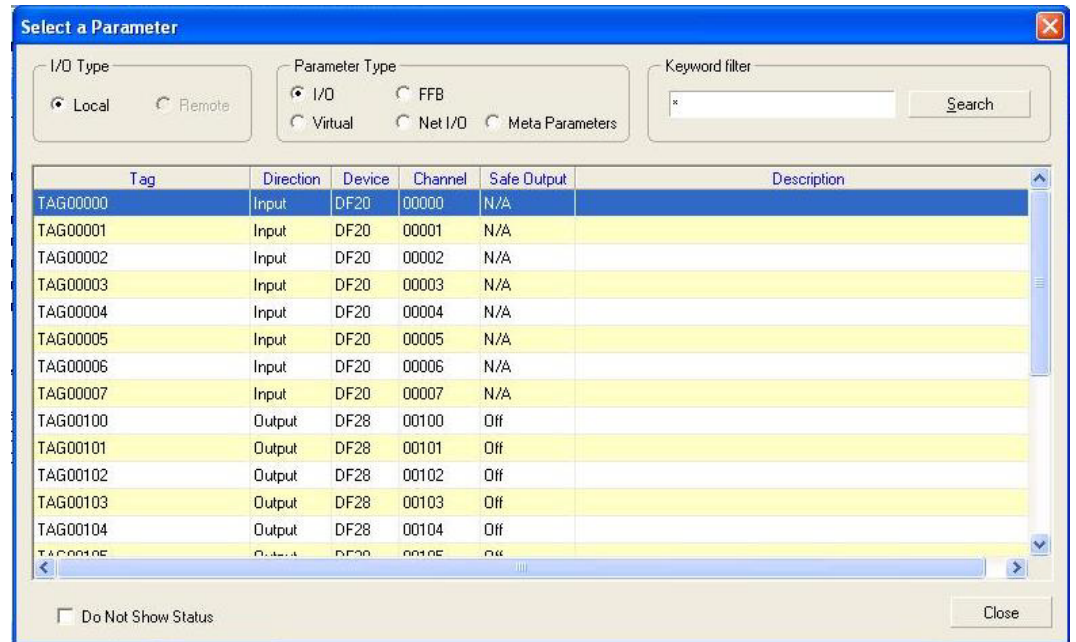 Select a Parameter
I/O Type
Local
Remote
Parameter Type
I/O
FFB
Virtual
Net I/O
Meta Parameters
Keyword filter
*
Search
Tag Direction Device Channel Safe Output Description
TAG00000 Input DF20 00000 N/A
TAG00001 Input DF20 00001 N/A
TAG00002 Input DF20 00002 N/A
TAG00003 Input DF20 00003 N/A
TAG00004 Input DF20 00004 N/A
TAG00005 Input DF20 00005 N/A
TAG00006 Input DF20 00006 N/A
TAG00007 Input DF20 00007 N/A
TAG00100 Output DF28 00100 Off
TAG00101 Output DF28 00101 Off
TAG00102 Output DF28 00102 Off
TAG00103 Output DF28 00103 Off
TAG00104 Output DF28 00104 Off
Do Not Show Status
Close